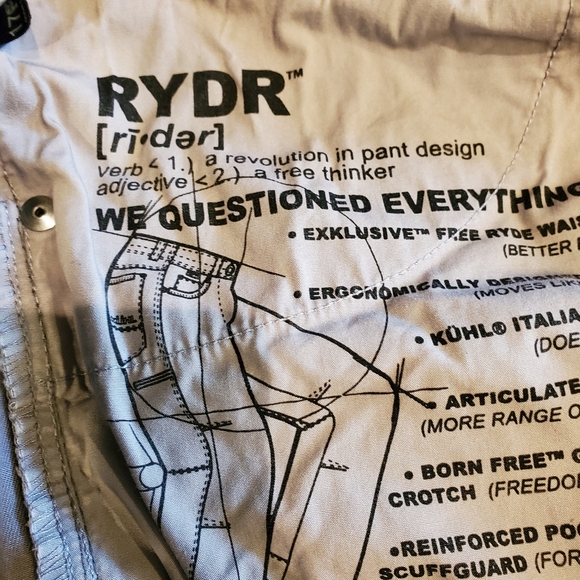 RYDR™
[rī•dər]
verb < 1.) a revolution in pant design
adjective < 2.) a free thinker
WE QUESTIONED EVERYTHING
• EXKLUSIVE™ FREE RYDE
(BETTER
• ERGONOMICALLY
(MOVES
• KÜHL® ITALIA
(DOE
• ARTICULATE
(MORE RANGE O
• BORN FREE™ G
CROTCH (FREEDO
•REINFORCED PO
SCUFFGUARD (FOR